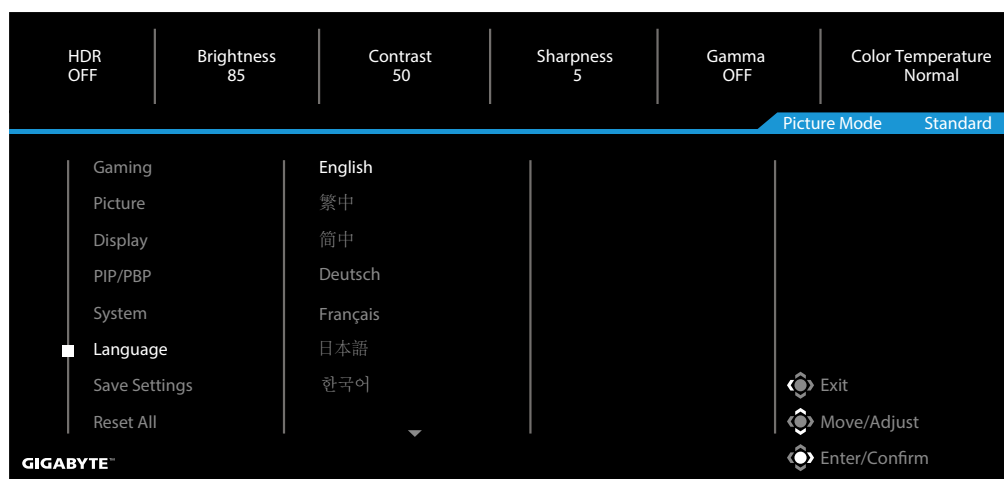 HDR
OFF
Brightness
85
Contrast
50
Sharpness
5
Gamma
OFF
Color Temperature
Normal
Picture Mode Standard
Gaming
Picture
Display
PIP/PBP
System
Language
Save Settings
Reset All
English
繁中
简中
Deutsch
Français
日本語
한국어
Exit
Move/Adjust
Enter/Confirm
GIGABYTE™